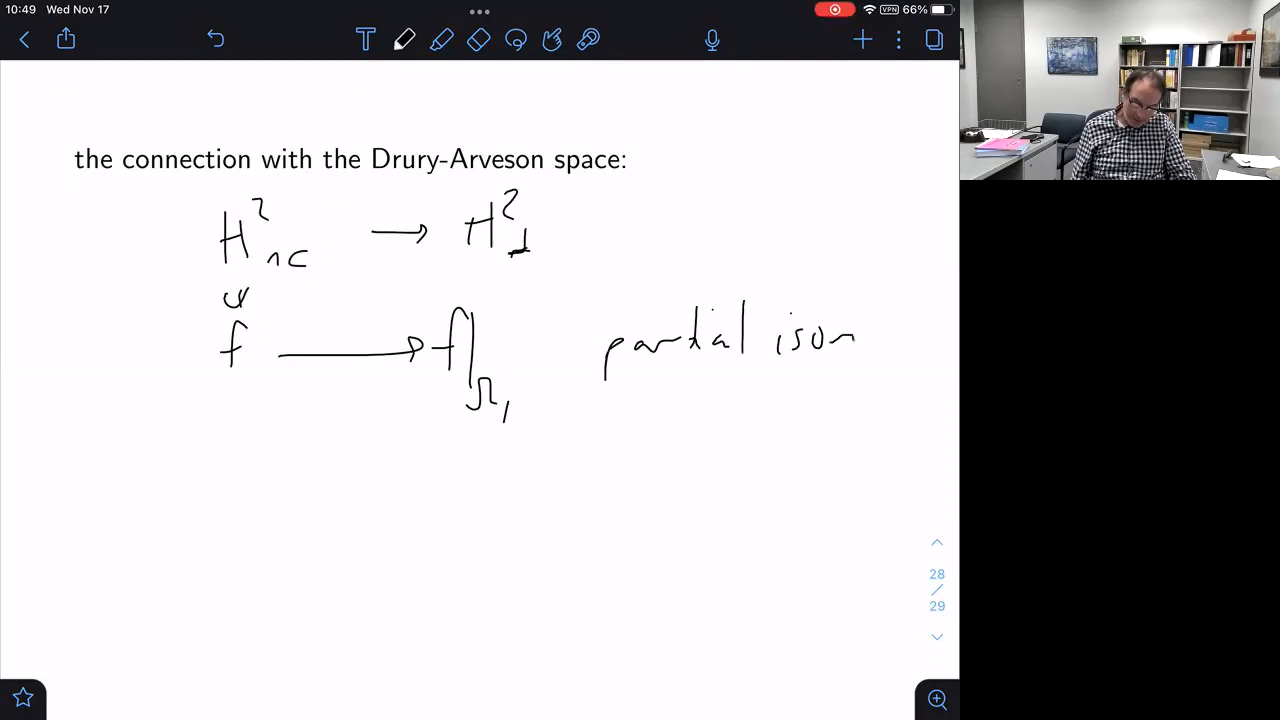 10:49 Wed Nov 17
VPN 66%
the connection with the Drury-Arveson space:
H²nc → H²d
∪
f → f|Ω₁ partial isom
28
/
29